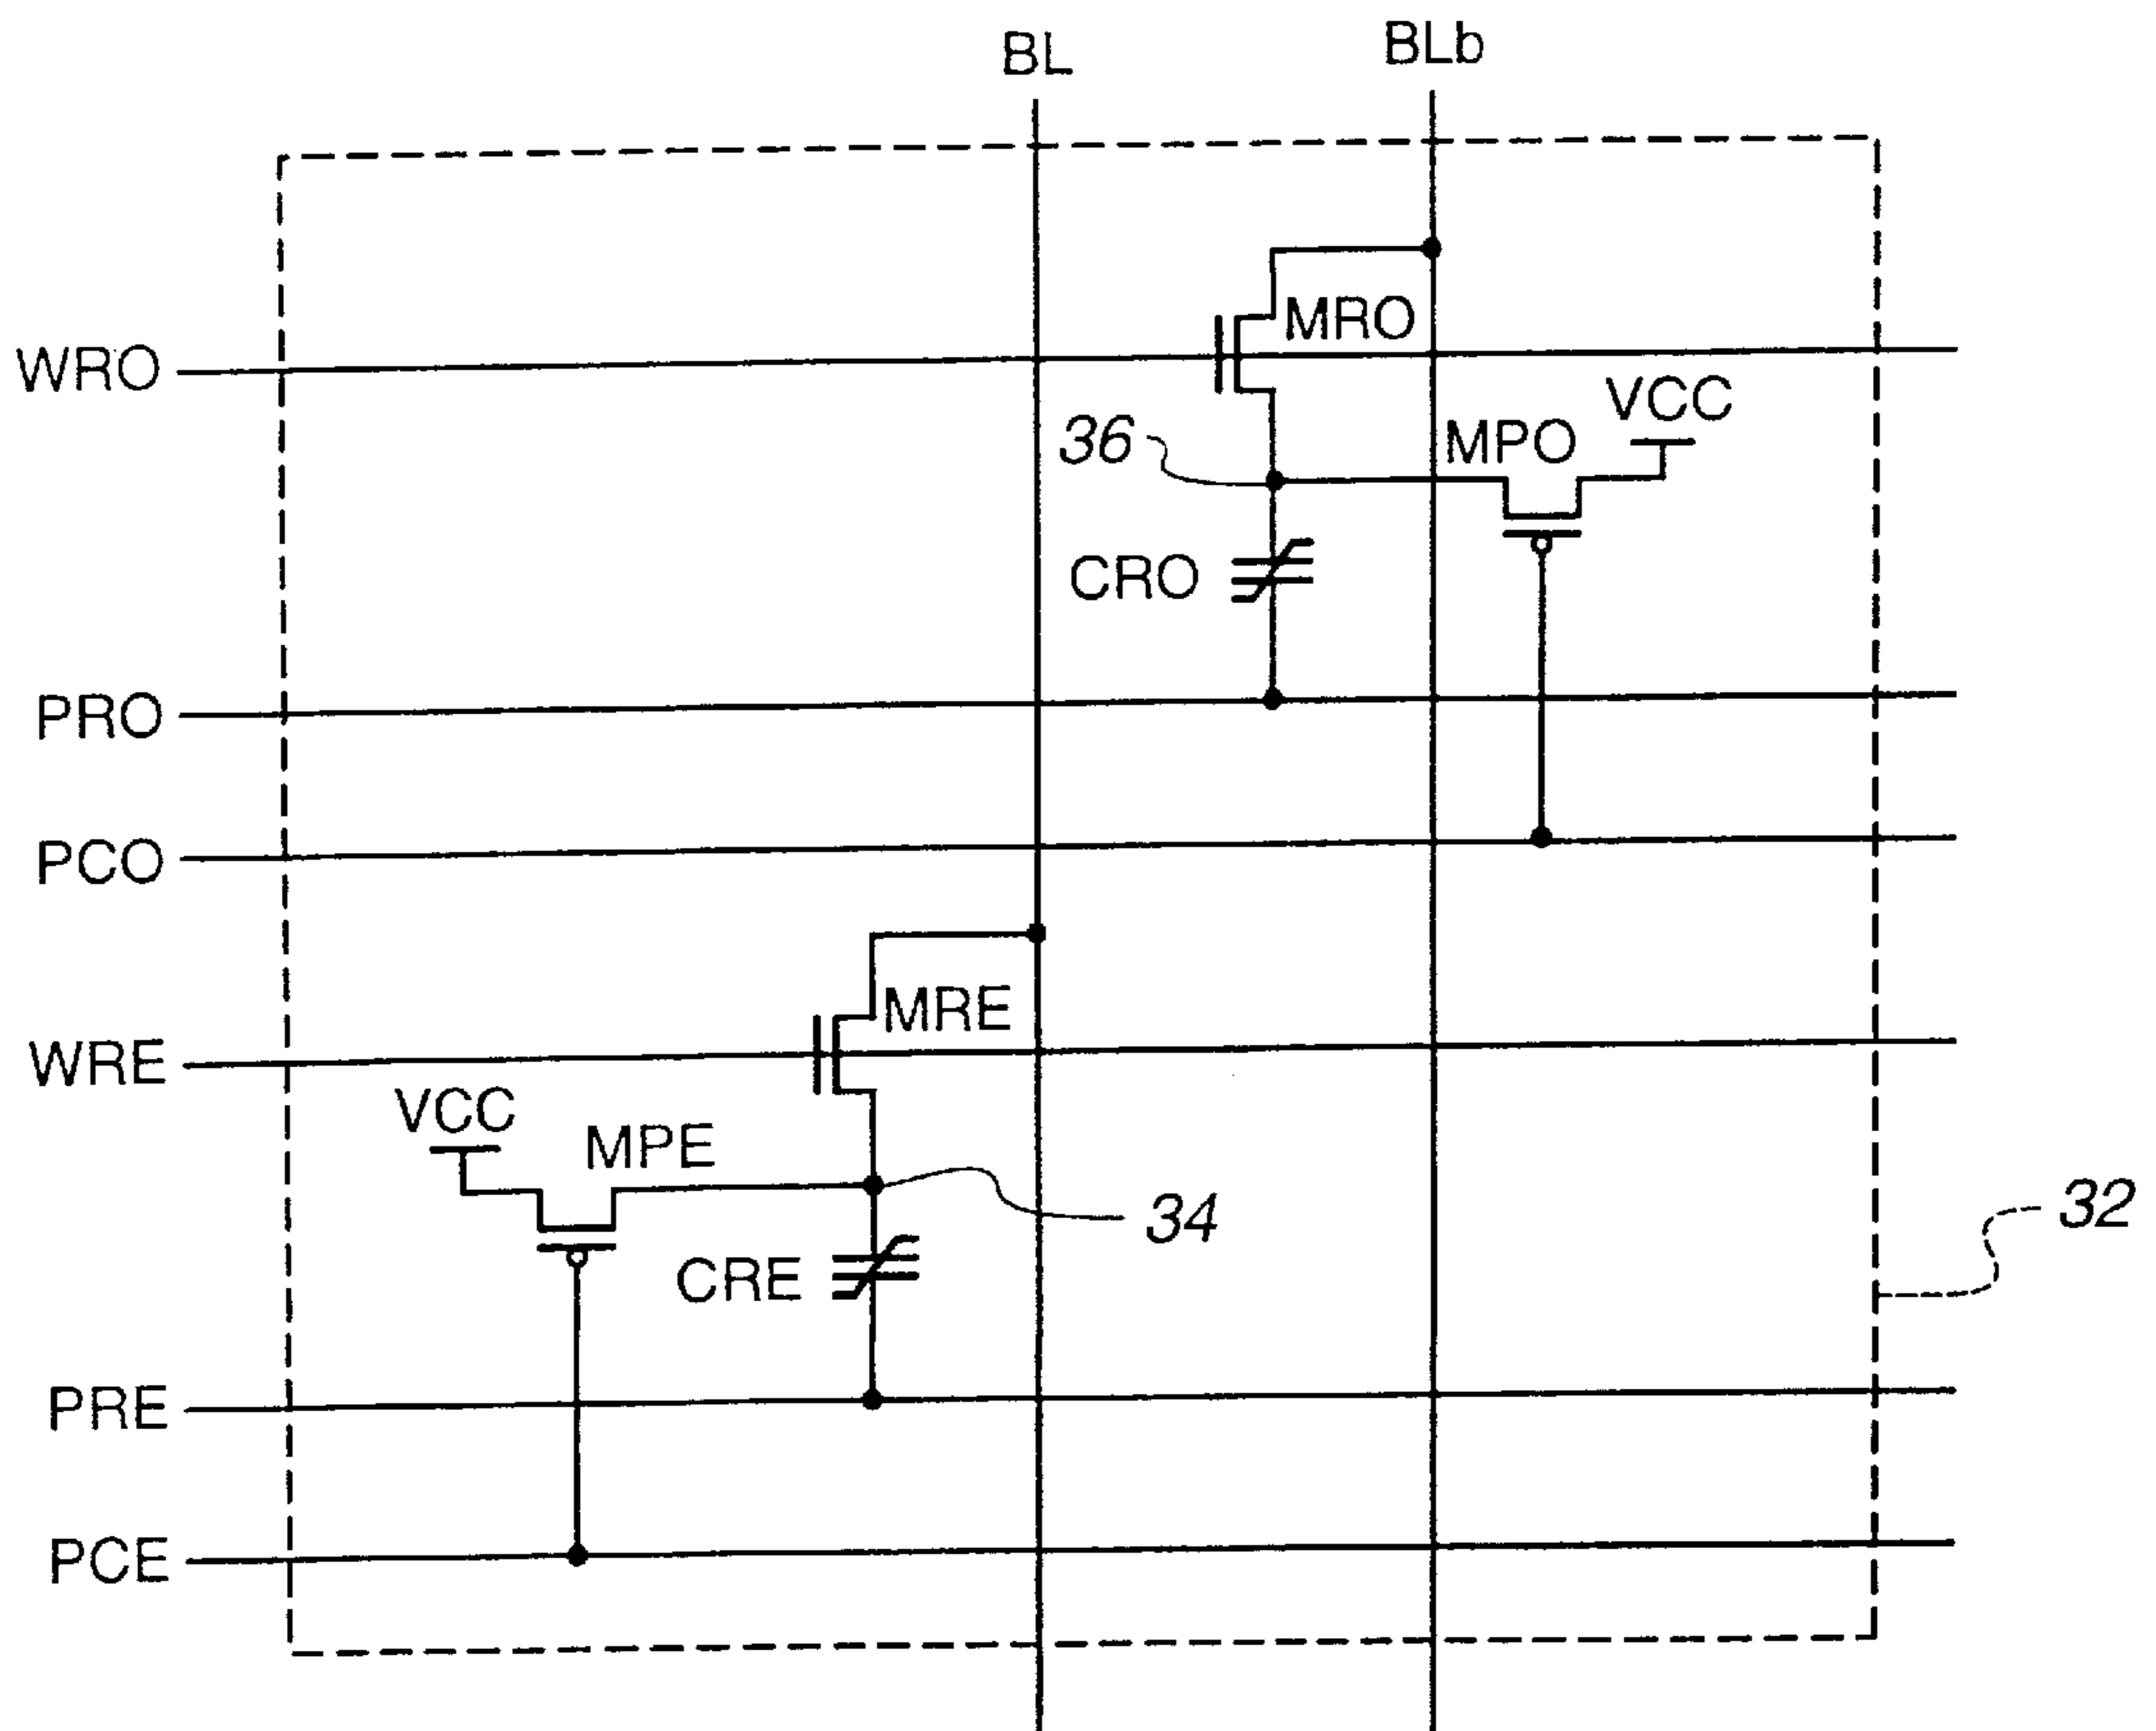 BL
BLb
MRO
WRO
VCC
36
MPO
CRO
PRO
PCO
MRE
WRE
VCC
MPE
34
32
CRE
PRE
PCE